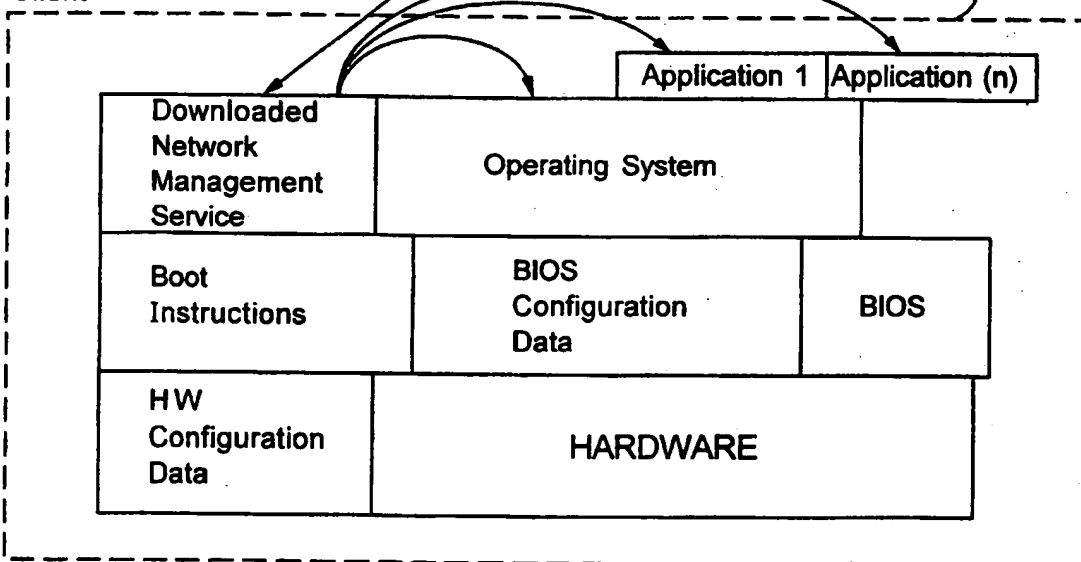 Application 1
Application (n)
Downloaded
Network
Management
Service
Operating System
Boot
Instructions
BIOS
Configuration
Data
BIOS
HW
Configuration
Data
HARDWARE